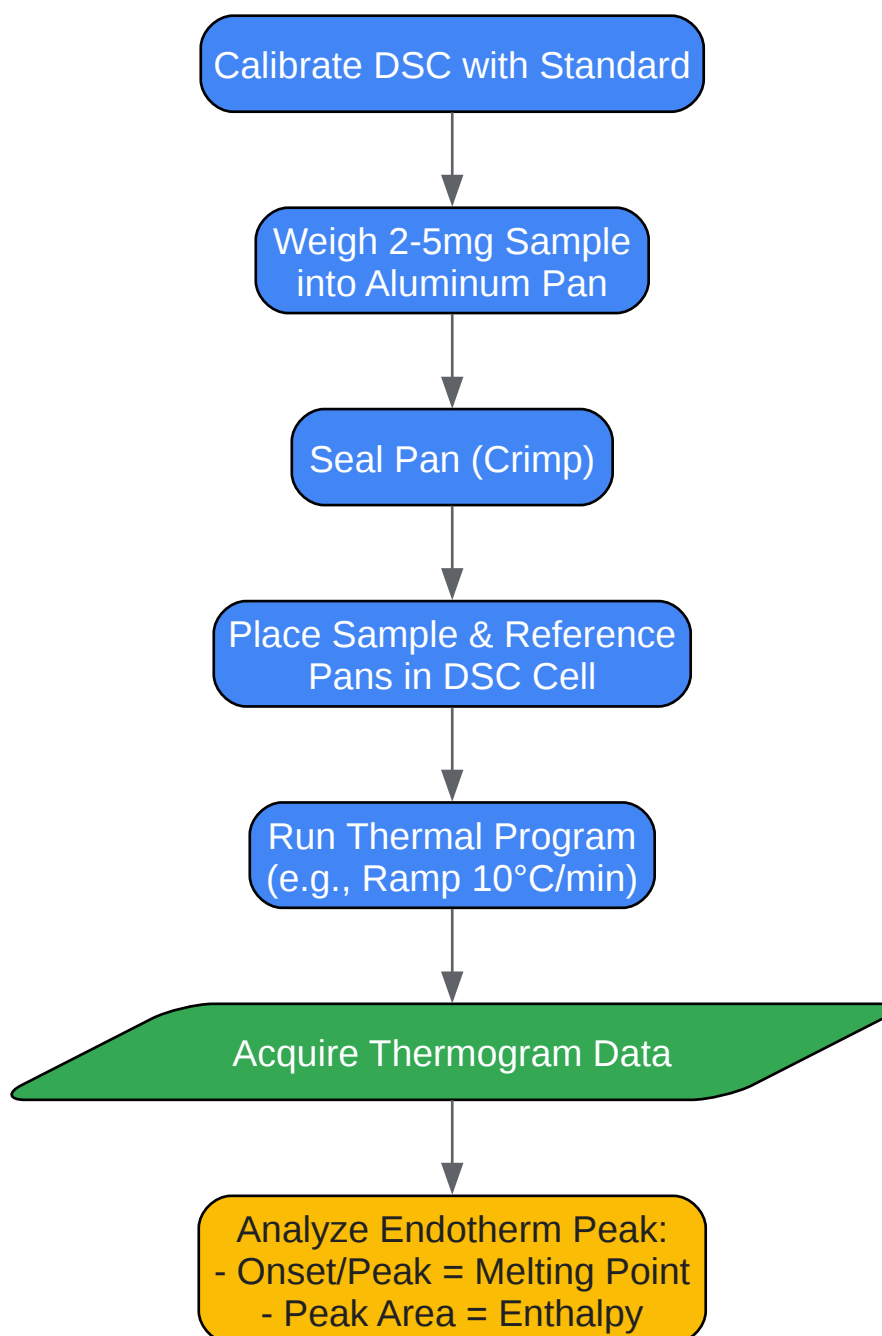 Calibrate DSC with Standard
Weigh 2-5mg Sample
into Aluminum Pan
Seal Pan (Crimp)
Place Sample & Reference
Pans in DSC Cell
Run Thermal Program
(e.g., Ramp 10°C/min)
Acquire Thermogram Data
Analyze Endotherm Peak:
- Onset/Peak = Melting Point
- Peak Area = Enthalpy